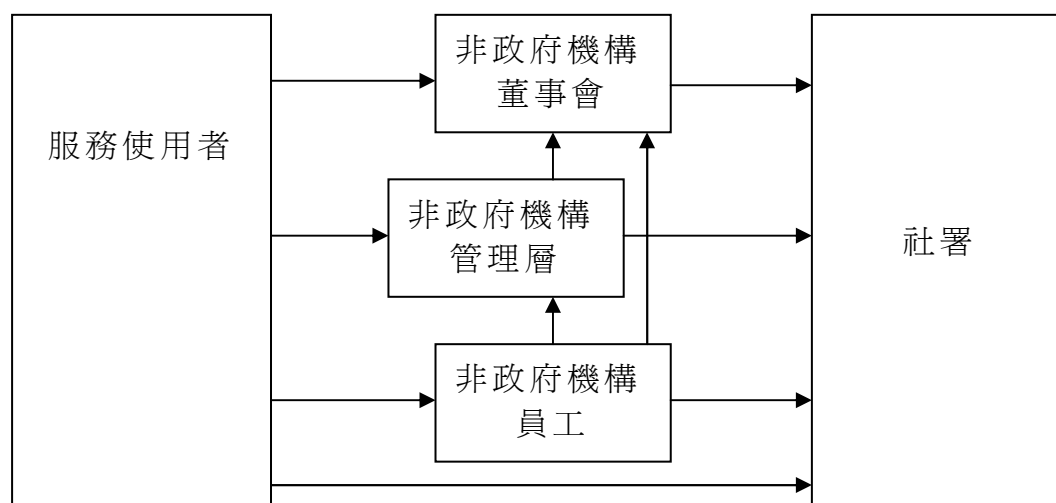 非政府機構
董事會
服務使用者
非政府機構
管理層
社署
非政府機構
員工